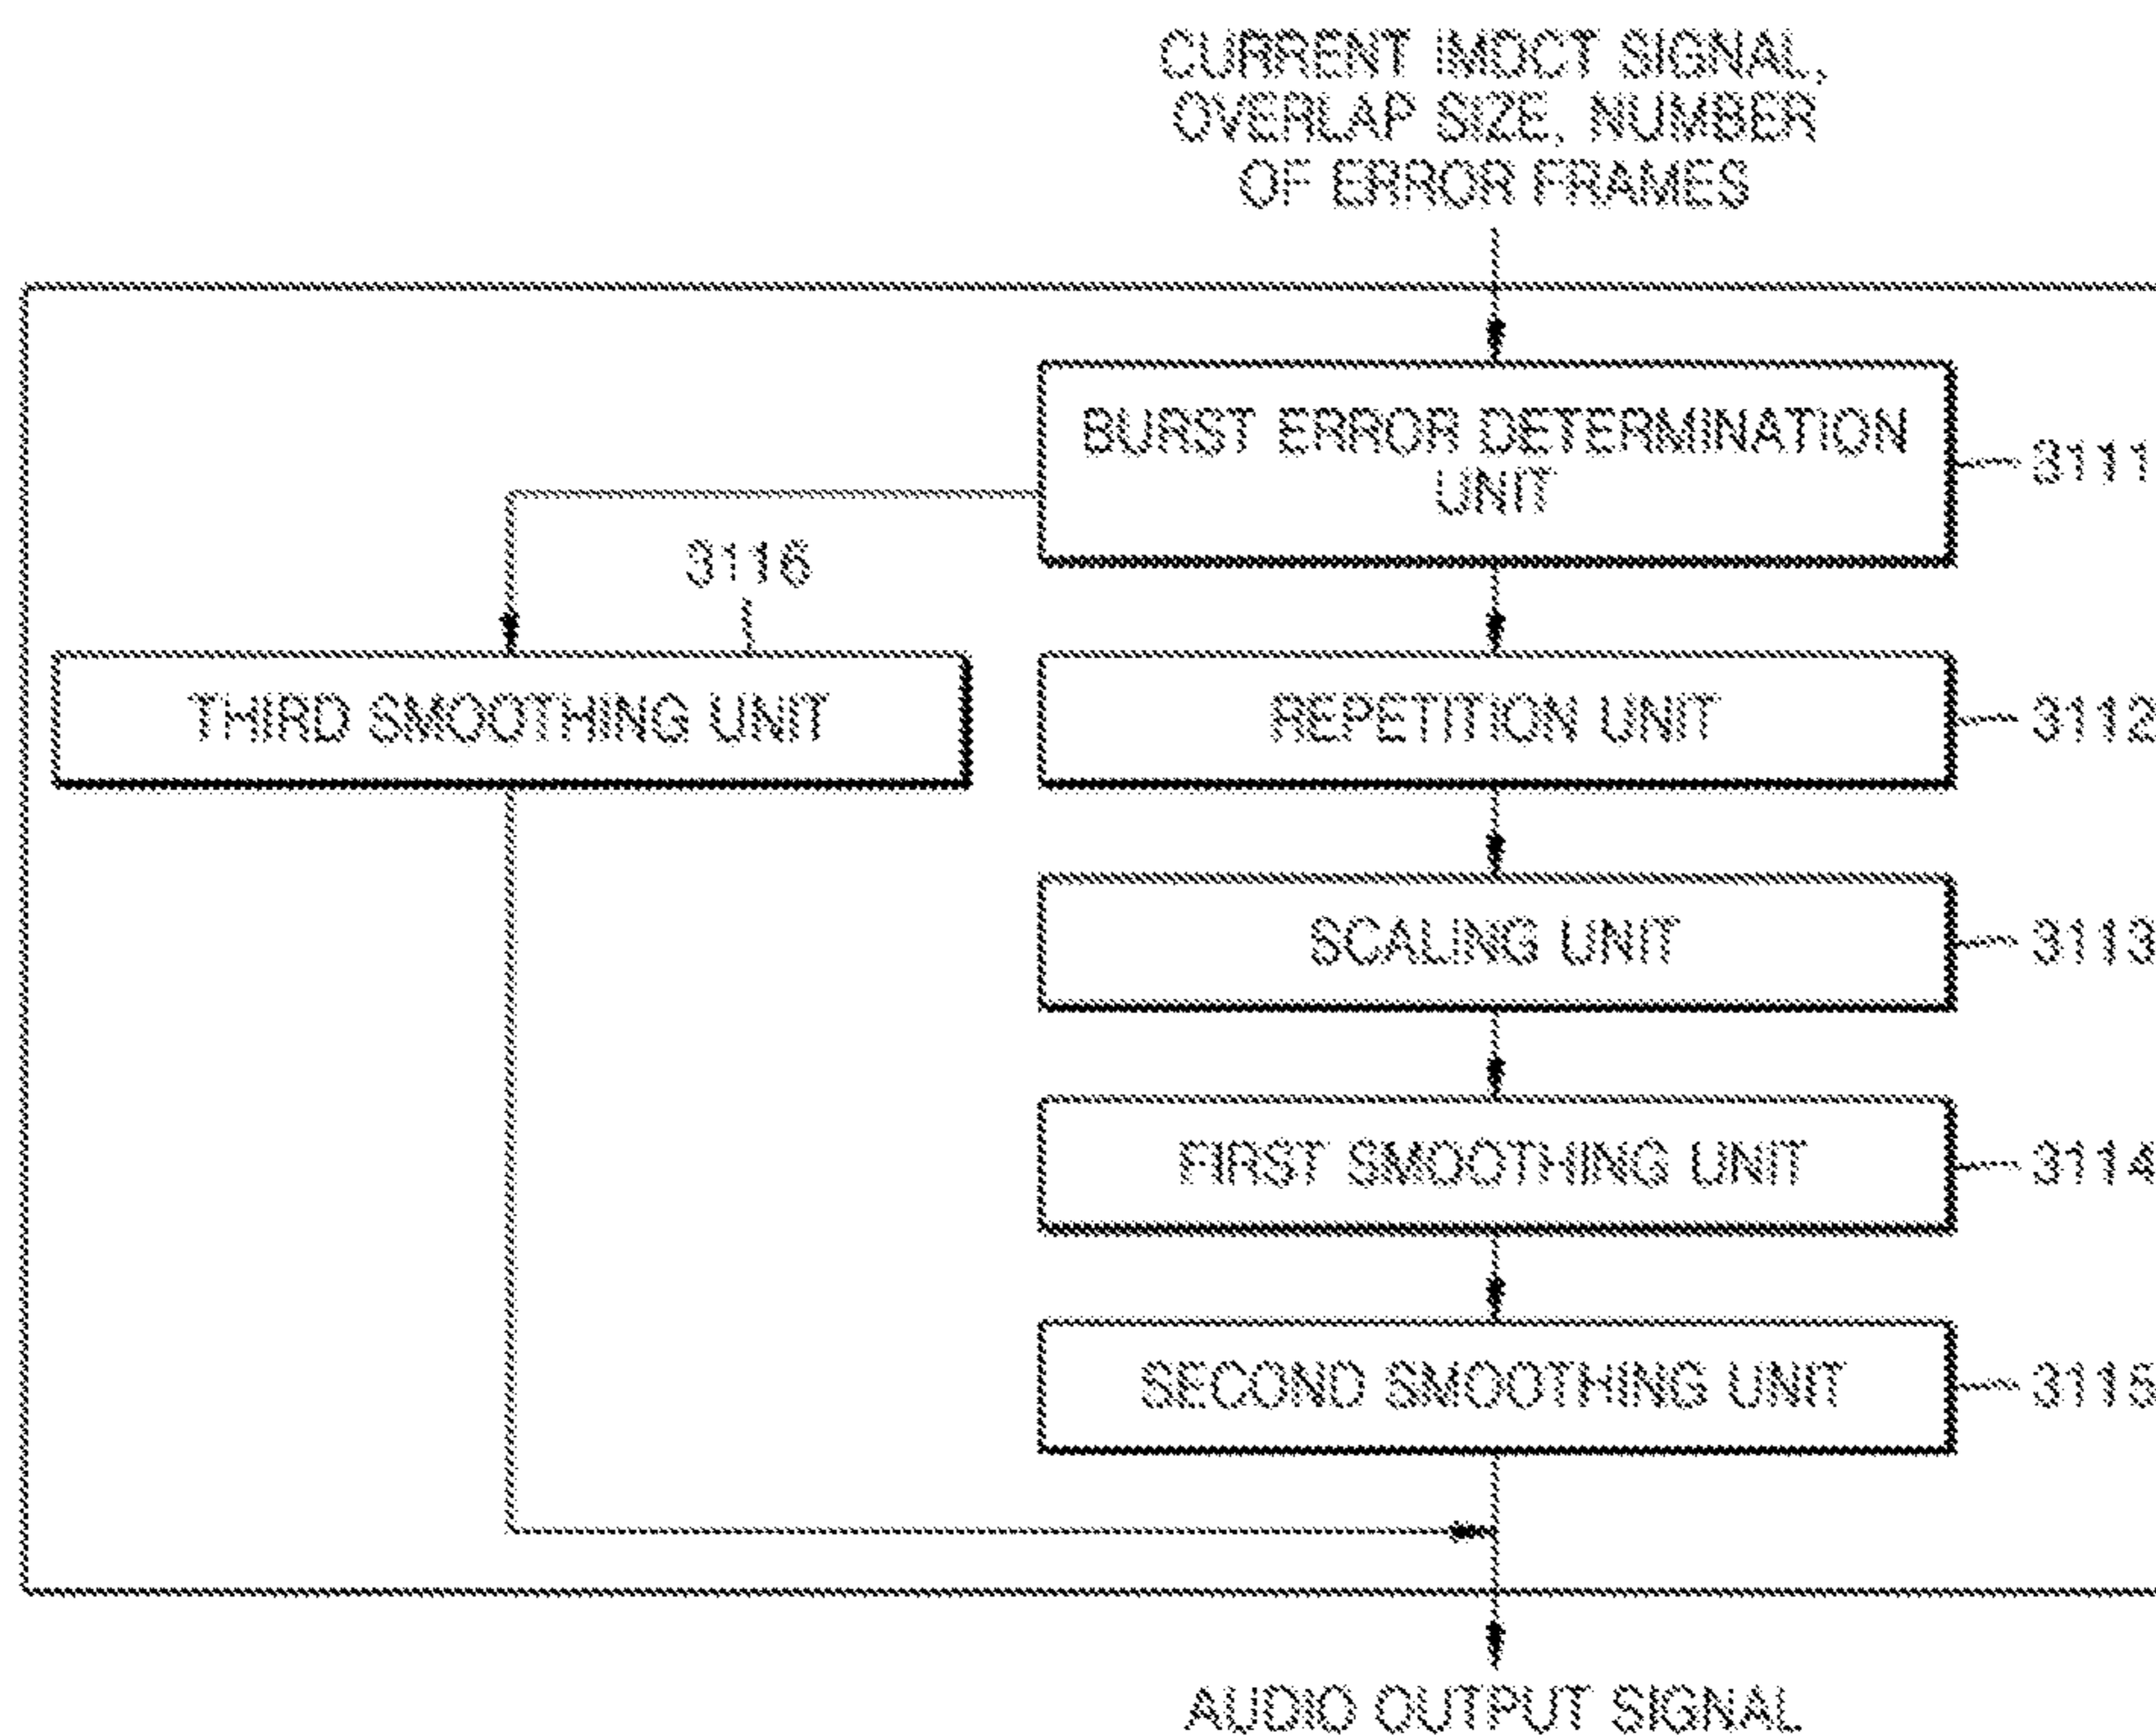 CURRENT IMDCT SIGNAL,
OVERLAP SIZE, NUMBER
OF ERROR FRAMES
BURST ERROR DETERMINATION
UNIT
3111
3116
THIRD SMOOTHING UNIT
REPETITION UNIT
3112
SCALING UNIT
3113
FIRST SMOOTHING UNIT
3114
SECOND SMOOTHING UNIT
3115
AUDIO OUTPUT SIGNAL